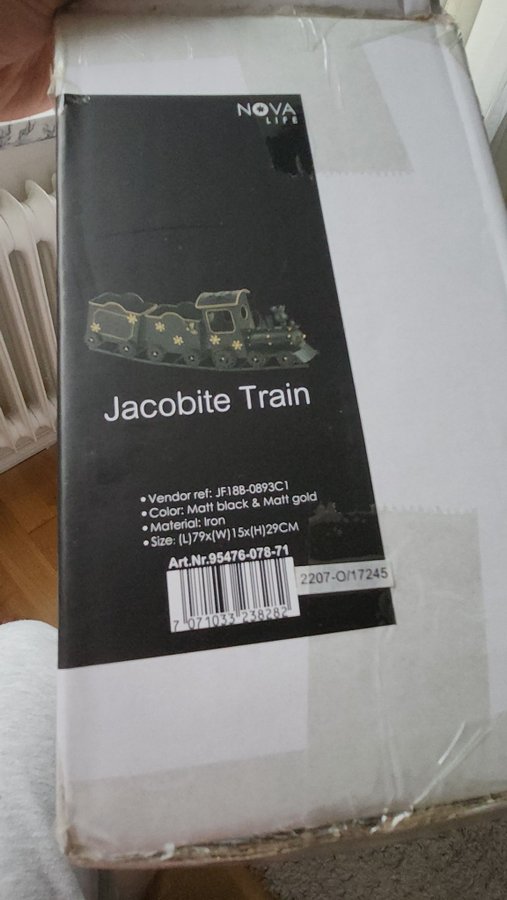 NOVA
LIFE
Jacobite Train
• Vendor ref: JF18B-0893C1
• Color: Matt black & Matt gold
• Material: Iron
• Size: (L)79x(W)15x(H)29CM
Art.Nr.95476-078-71
2207-O/17245
7 071033 238282